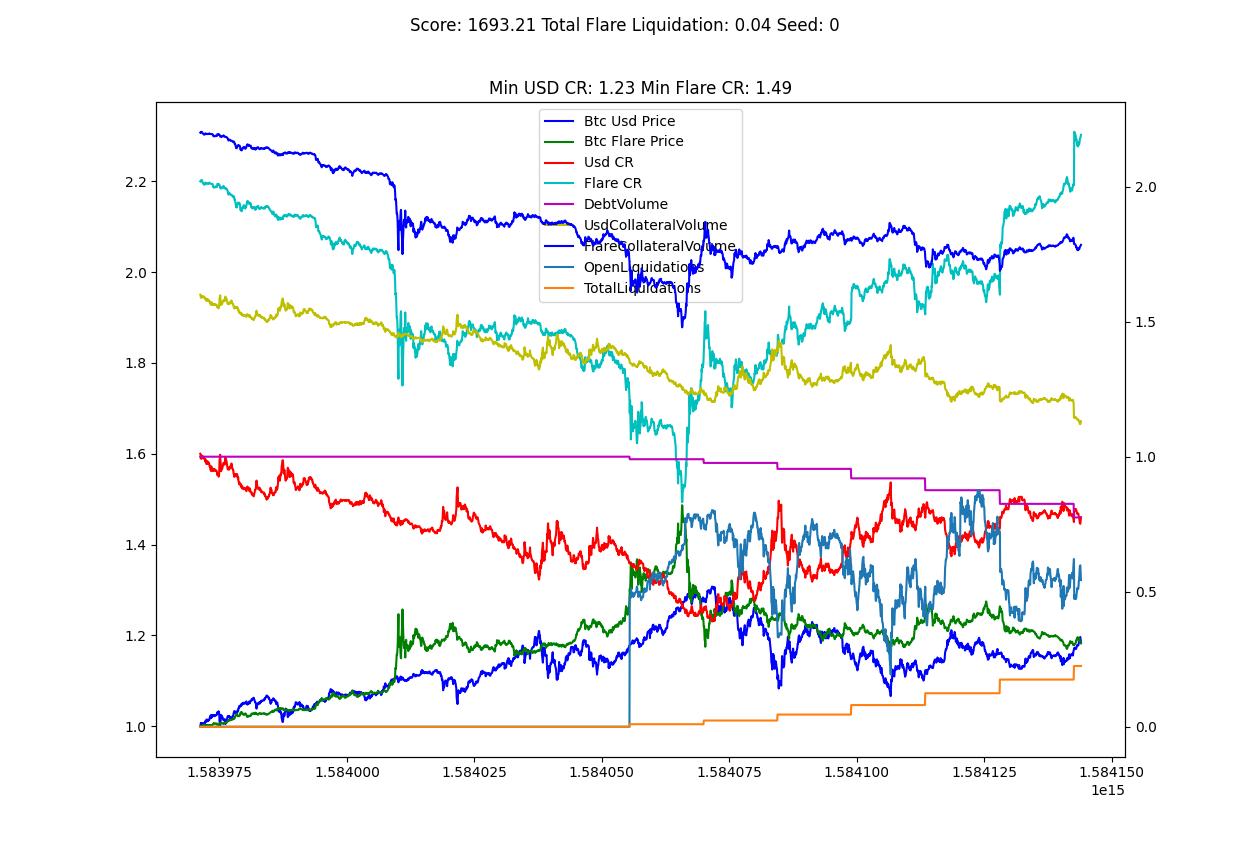 Score: 1693.21 Total Flare Liquidation: 0.04 Seed: 0
Min USD CR: 1.23 Min Flare CR: 1.49
Btc Usd Price
Btc Flare Price
Usd CR
Flare CR
DebtVolume
UsdCollateralVolume
FlareCollateralVolume
OpenLiquidations
TotalLiquidations
2.2
2.0
1.8
1.6
1.4
1.2
1.0
2.0
1.5
1.0
0.5
0.0
1.583975 1.584000 1.584025 1.584050 1.584075 1.584100 1.584125 1.584150
1e15